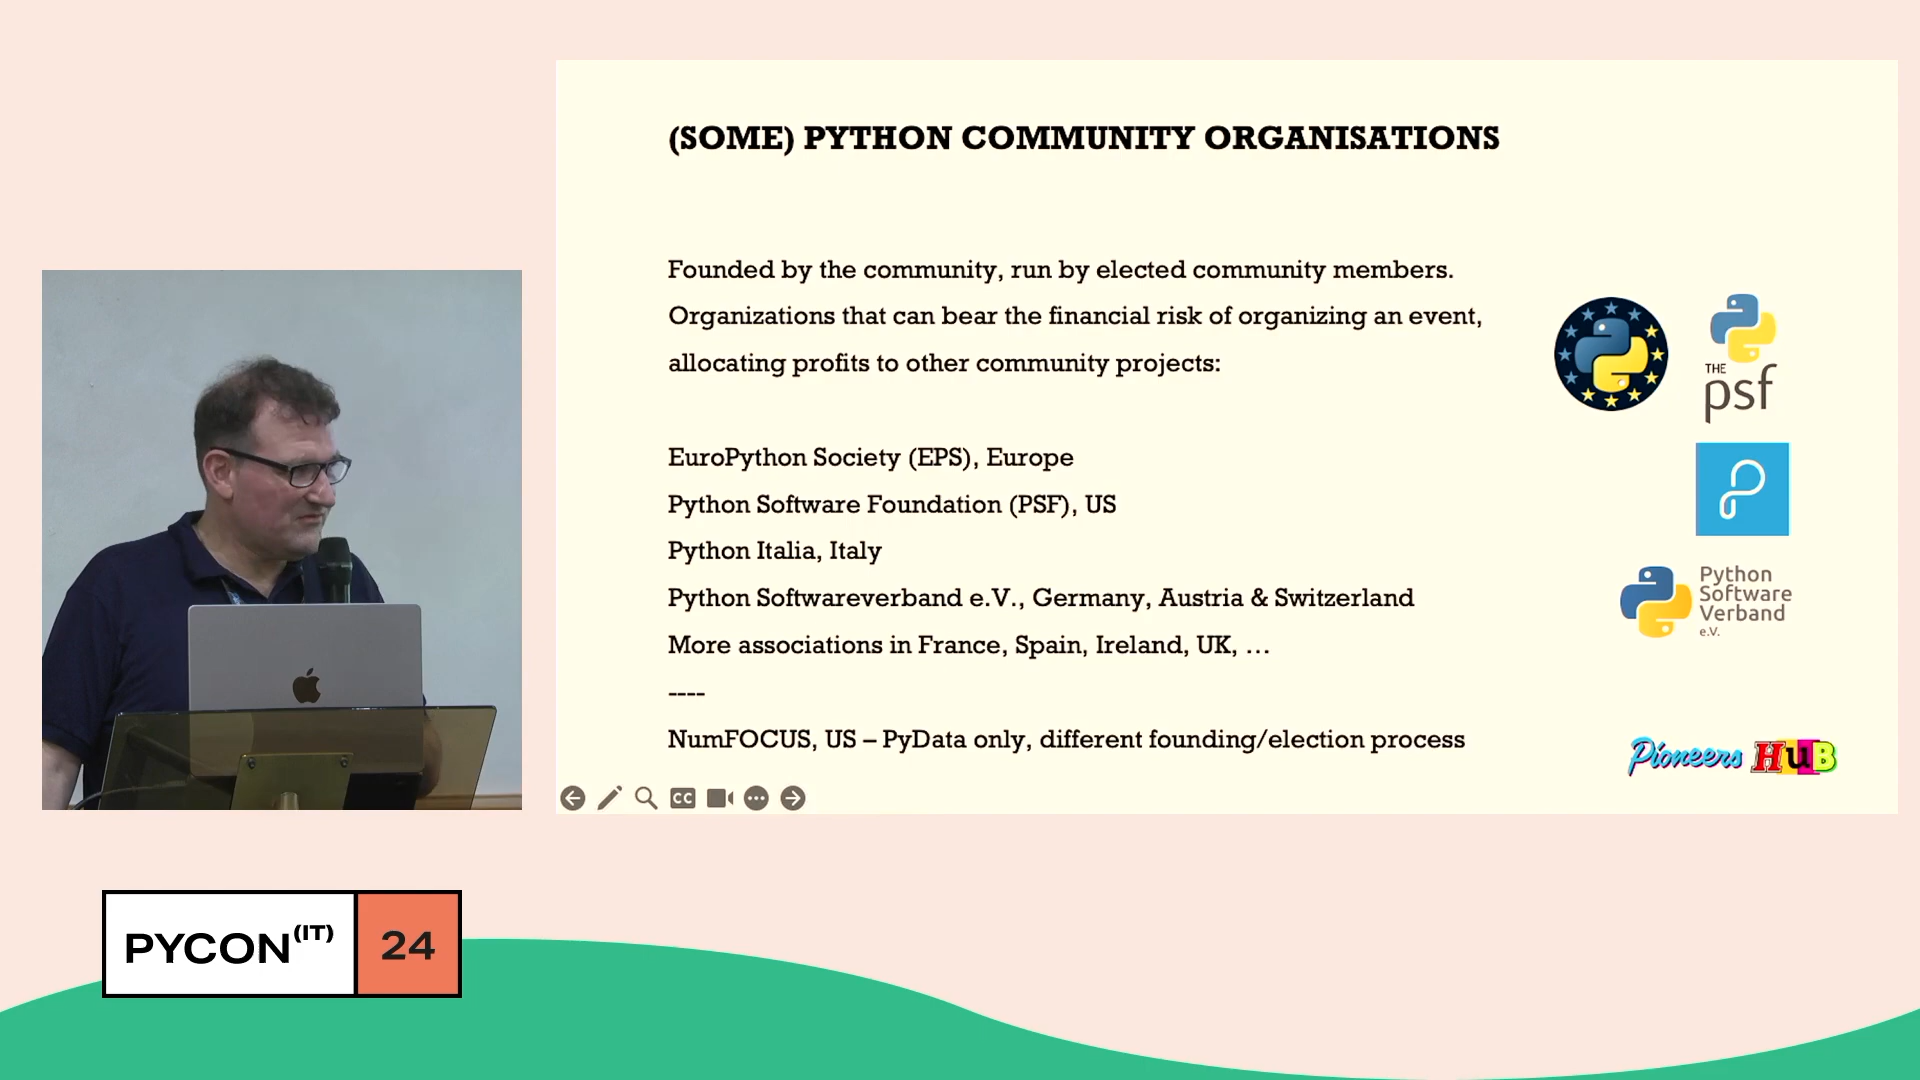 (SOME) PYTHON COMMUNITY ORGANISATIONS
Founded by the community, run by elected community members.
Organizations that can bear the financial risk of organizing an event,
allocating profits to other community projects:
EuroPython Society (EPS), Europe
Python Software Foundation (PSF), US
Python Italia, Italy
Python Softwareverband e.V., Germany, Austria & Switzerland
More associations in France, Spain, Ireland, UK, …
----
NumFOCUS, US – PyData only, different founding/election process
THE
psf
Python
Software
Verband
e.V.
Pioneers HUB
CC
PYCON(IT) 24